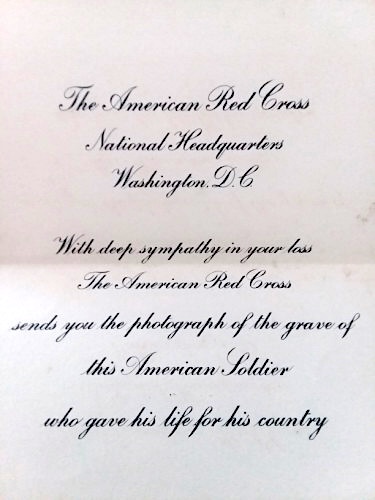 The American Red Cross
National Headquarters
Washington. D.C
With deep sympathy in your loss
The American Red Cross
sends you the photograph of the grave of
this American Soldier
who gave his life for his country